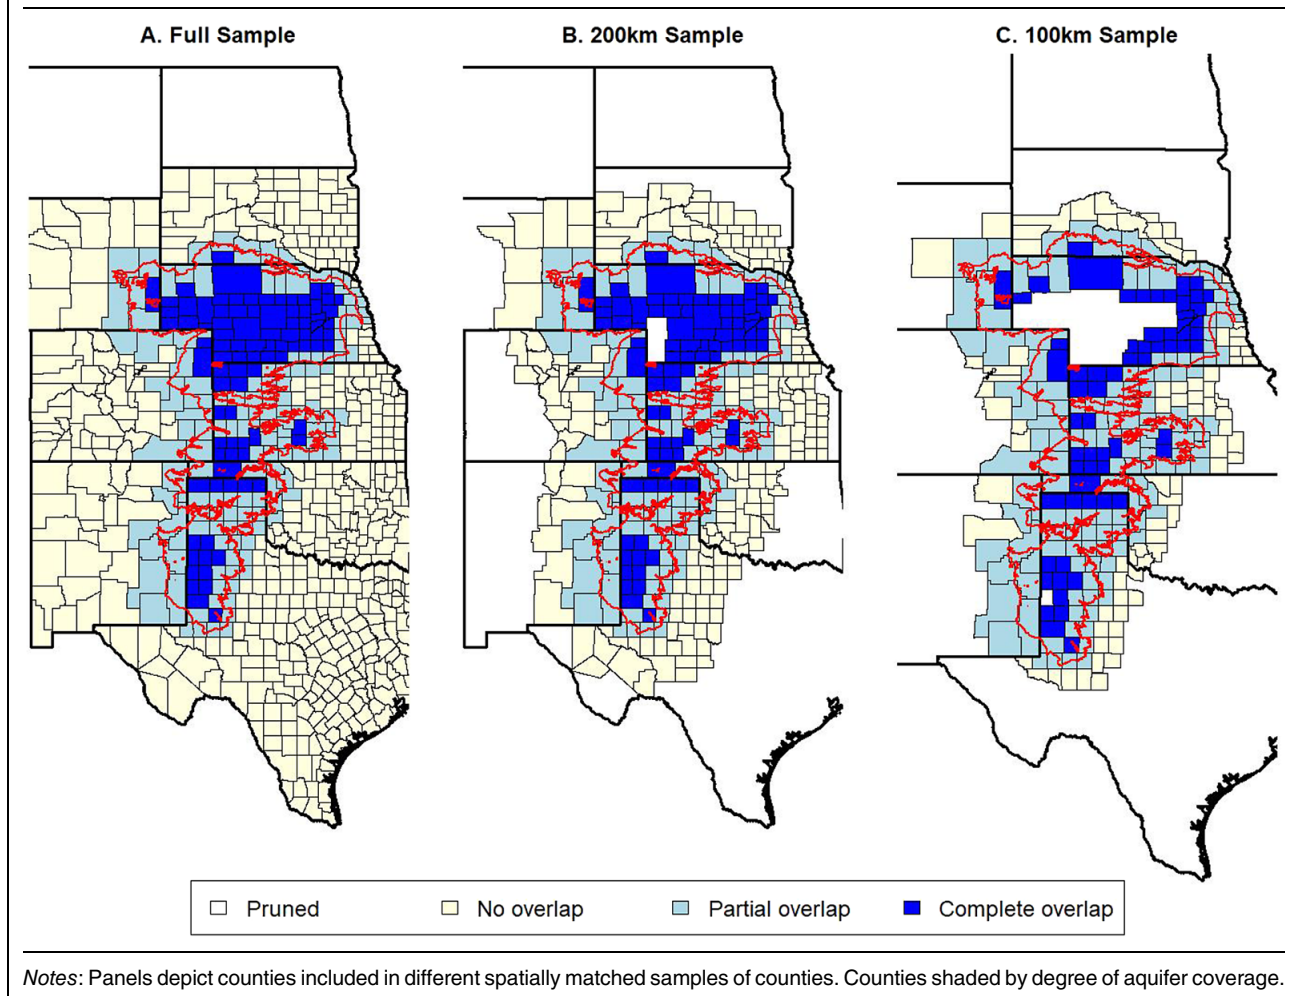 A. Full Sample
B. 200km Sample
C. 100km Sample
Pruned
No overlap
Partial overlap
Complete overlap
Notes: Panels depict counties included in different spatially matched samples of counties. Counties shaded by degree of aquifer coverage.